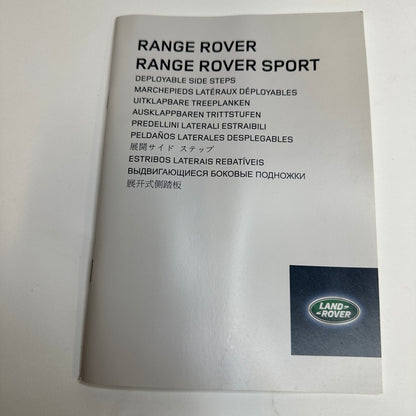 RANGE ROVER
RANGE ROVER SPORT
DEPLOYABLE SIDE STEPS
MARCHEPIEDS LATÉRAUX DÉPLOYABLES
UITKLAPBARE TREEPLANKEN
AUSKLAPPBAREN TRITTSTUFEN
PREDELLINI LATERALI ESTRAIBILI
PELDAÑOS LATERALES DESPLEGABLES
展開サイド ステップ
ESTRIBOS LATERAIS REBATÍVEIS
ВЫДВИГАЮЩИЕСЯ БОКОВЫЕ ПОДНОЖКИ
展开式侧踏板
LAND
ROVER